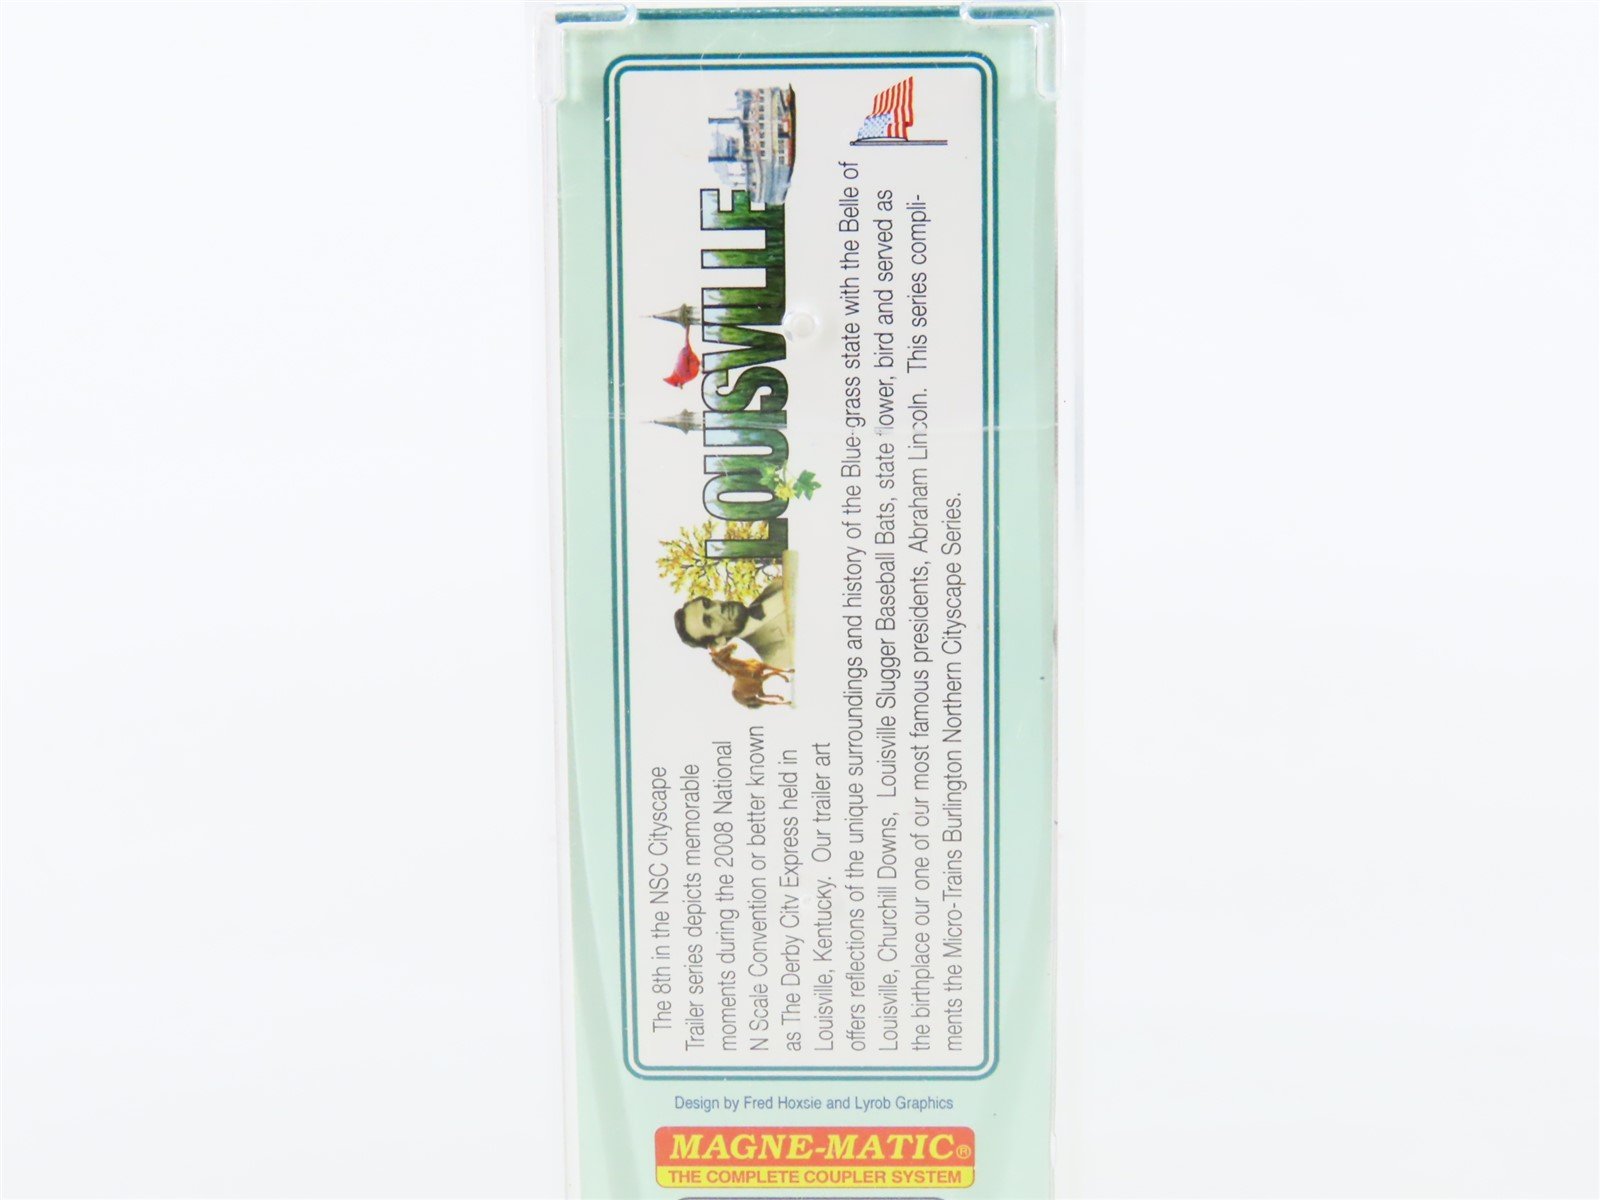 LOUISVILLE
The 8th in the NSC Cityscape
Trailer series depicts memorable
moments during the 2008 National
N Scale Convention or better known
as The Derby City Express held in
Louisville, Kentucky. Our trailer art
offers reflections of the unique surroundings and history of the Blue-grass state with the Belle of
Louisville, Churchill Downs, Louisville Slugger Baseball Bats, state flower, bird and served as
the birthplace our one of our most famous presidents, Abraham Lincoln. This series compli-
ments the Micro-Trains Burlington Northern Cityscape Series.
Design by Fred Hoxsie and Lyrob Graphics
MAGNE-MATIC®
THE COMPLETE COUPLER SYSTEM